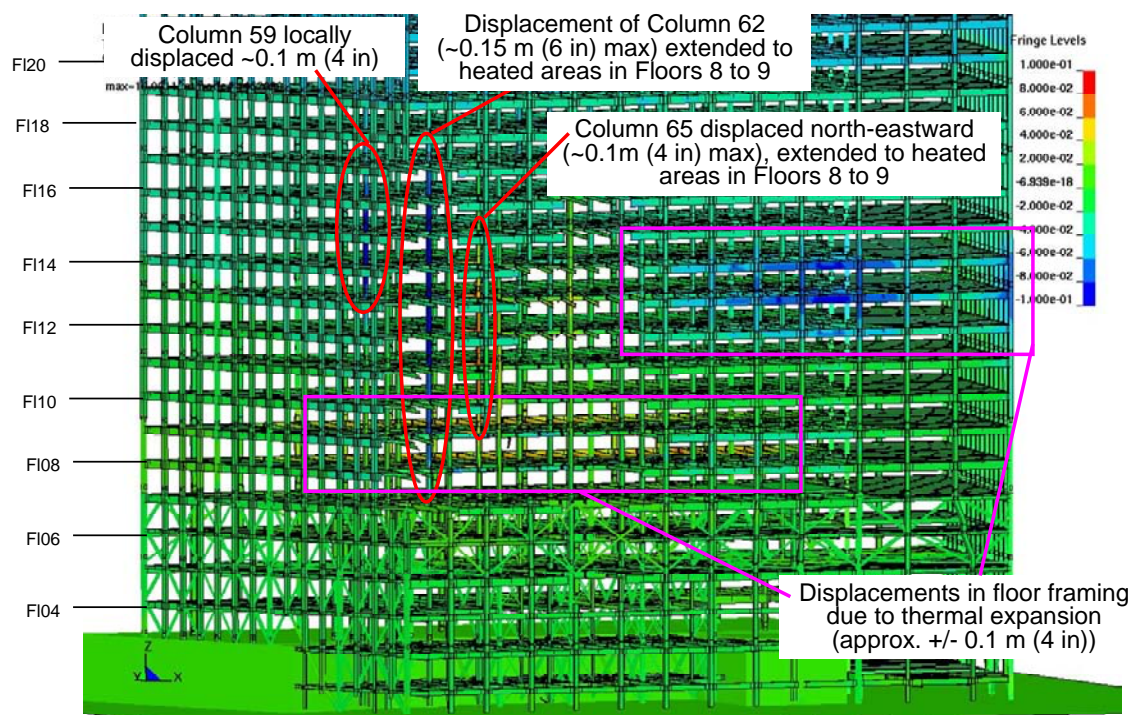 Column 59 locally
displaced ~0.1 m (4 in)
Displacement of Column 62
(~0.15 m (6 in) max) extended to
heated areas in Floors 8 to 9
Column 65 displaced north-eastward
(~0.1m (4 in) max), extended to heated
areas in Floors 8 to 9
Fringe Levels
1.000e-01
8.000e-02
6.000e-02
4.000e-02
2.000e-02
-6.939e-18
-2.000e-02
-4.000e-02
-6.000e-02
-8.000e-02
-1.000e-01
Fl20
Fl18
Fl16
Fl14
Fl12
Fl10
Fl08
Fl06
Fl04
Displacements in floor framing
due to thermal expansion
(approx. +/- 0.1 m (4 in))
Z
Y X